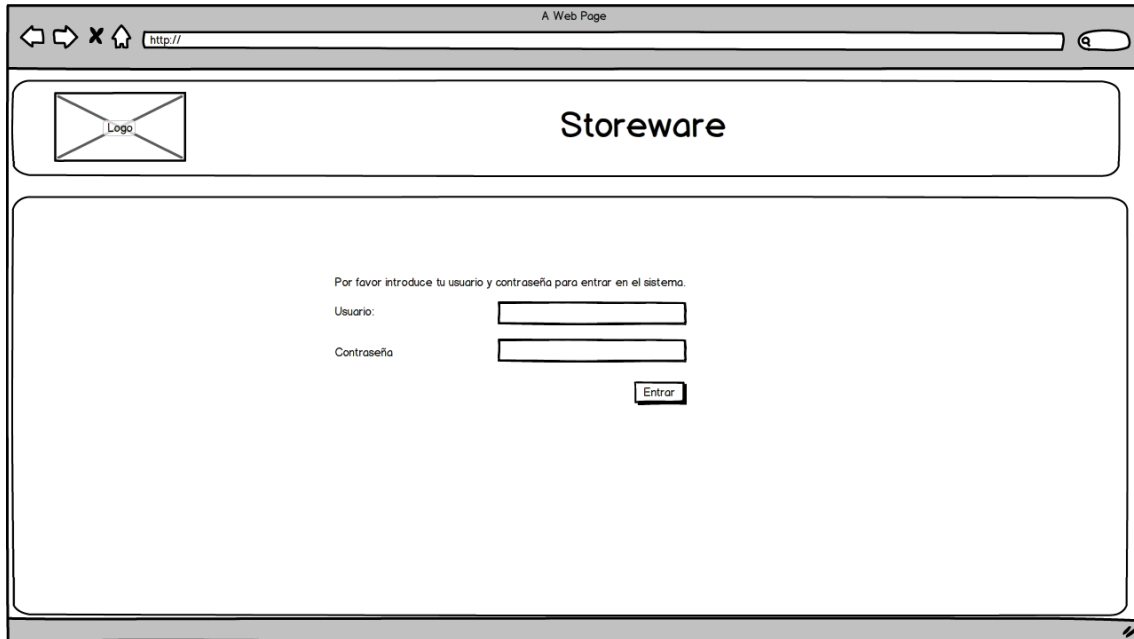 A Web Page
http://
Logo
Storeware
Por favor introduce tu usuario y contraseña para entrar en el sistema.
Usuario:
Contraseña
Entrar